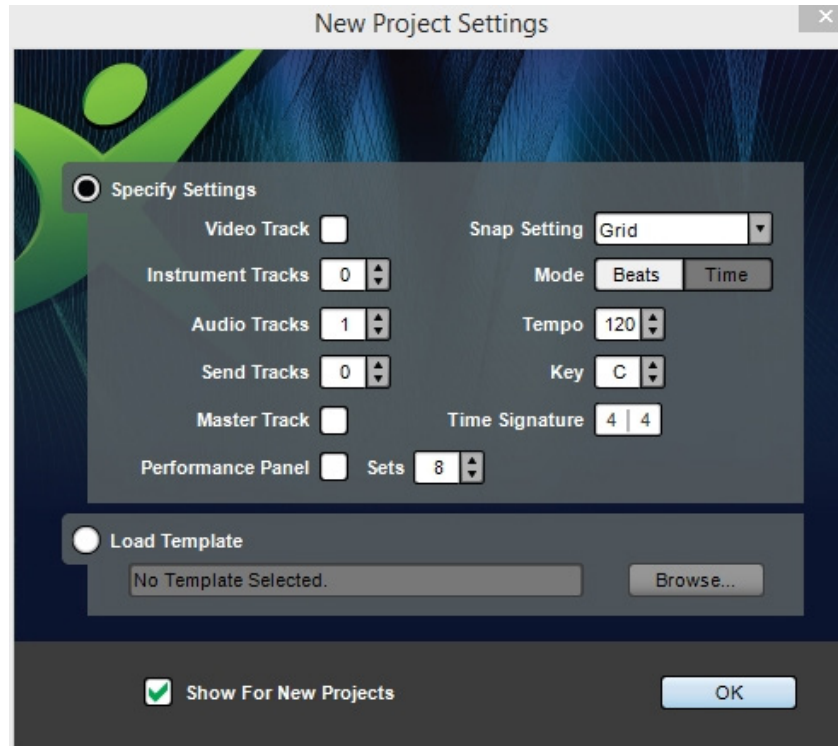 New Project Settings
Specify Settings
Video Track
Snap Setting Grid
Instrument Tracks 0
Mode Beats Time
Audio Tracks 1
Tempo 120
Send Tracks 0
Key C
Master Track
Time Signature 4 | 4
Performance Panel Sets 8
Load Template
No Template Selected. Browse...
Show For New Projects OK